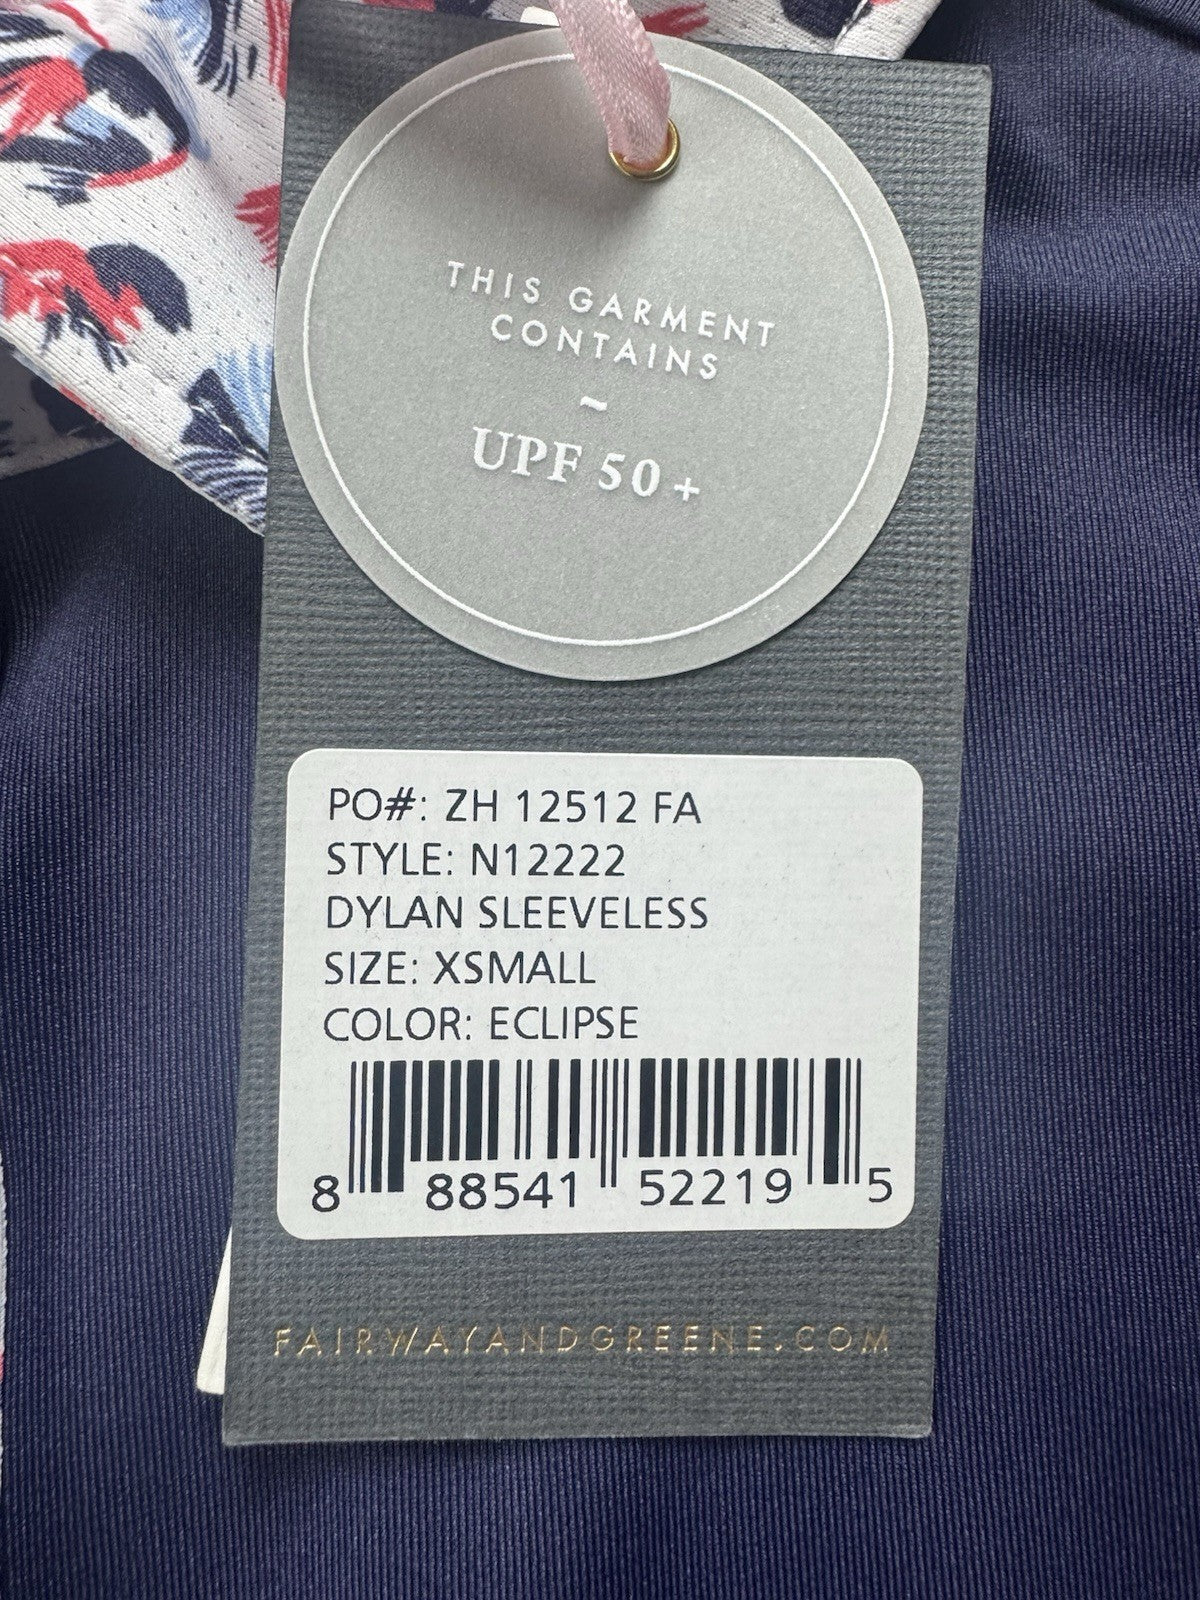 THIS GARMENT
CONTAINS
~
UPF 50+
PO#: ZH 12512 FA
STYLE: N12222
DYLAN SLEEVELESS
SIZE: XSMALL
COLOR: ECLIPSE
8 88541 52219 5
FAIRWAYANDGREENE.COM